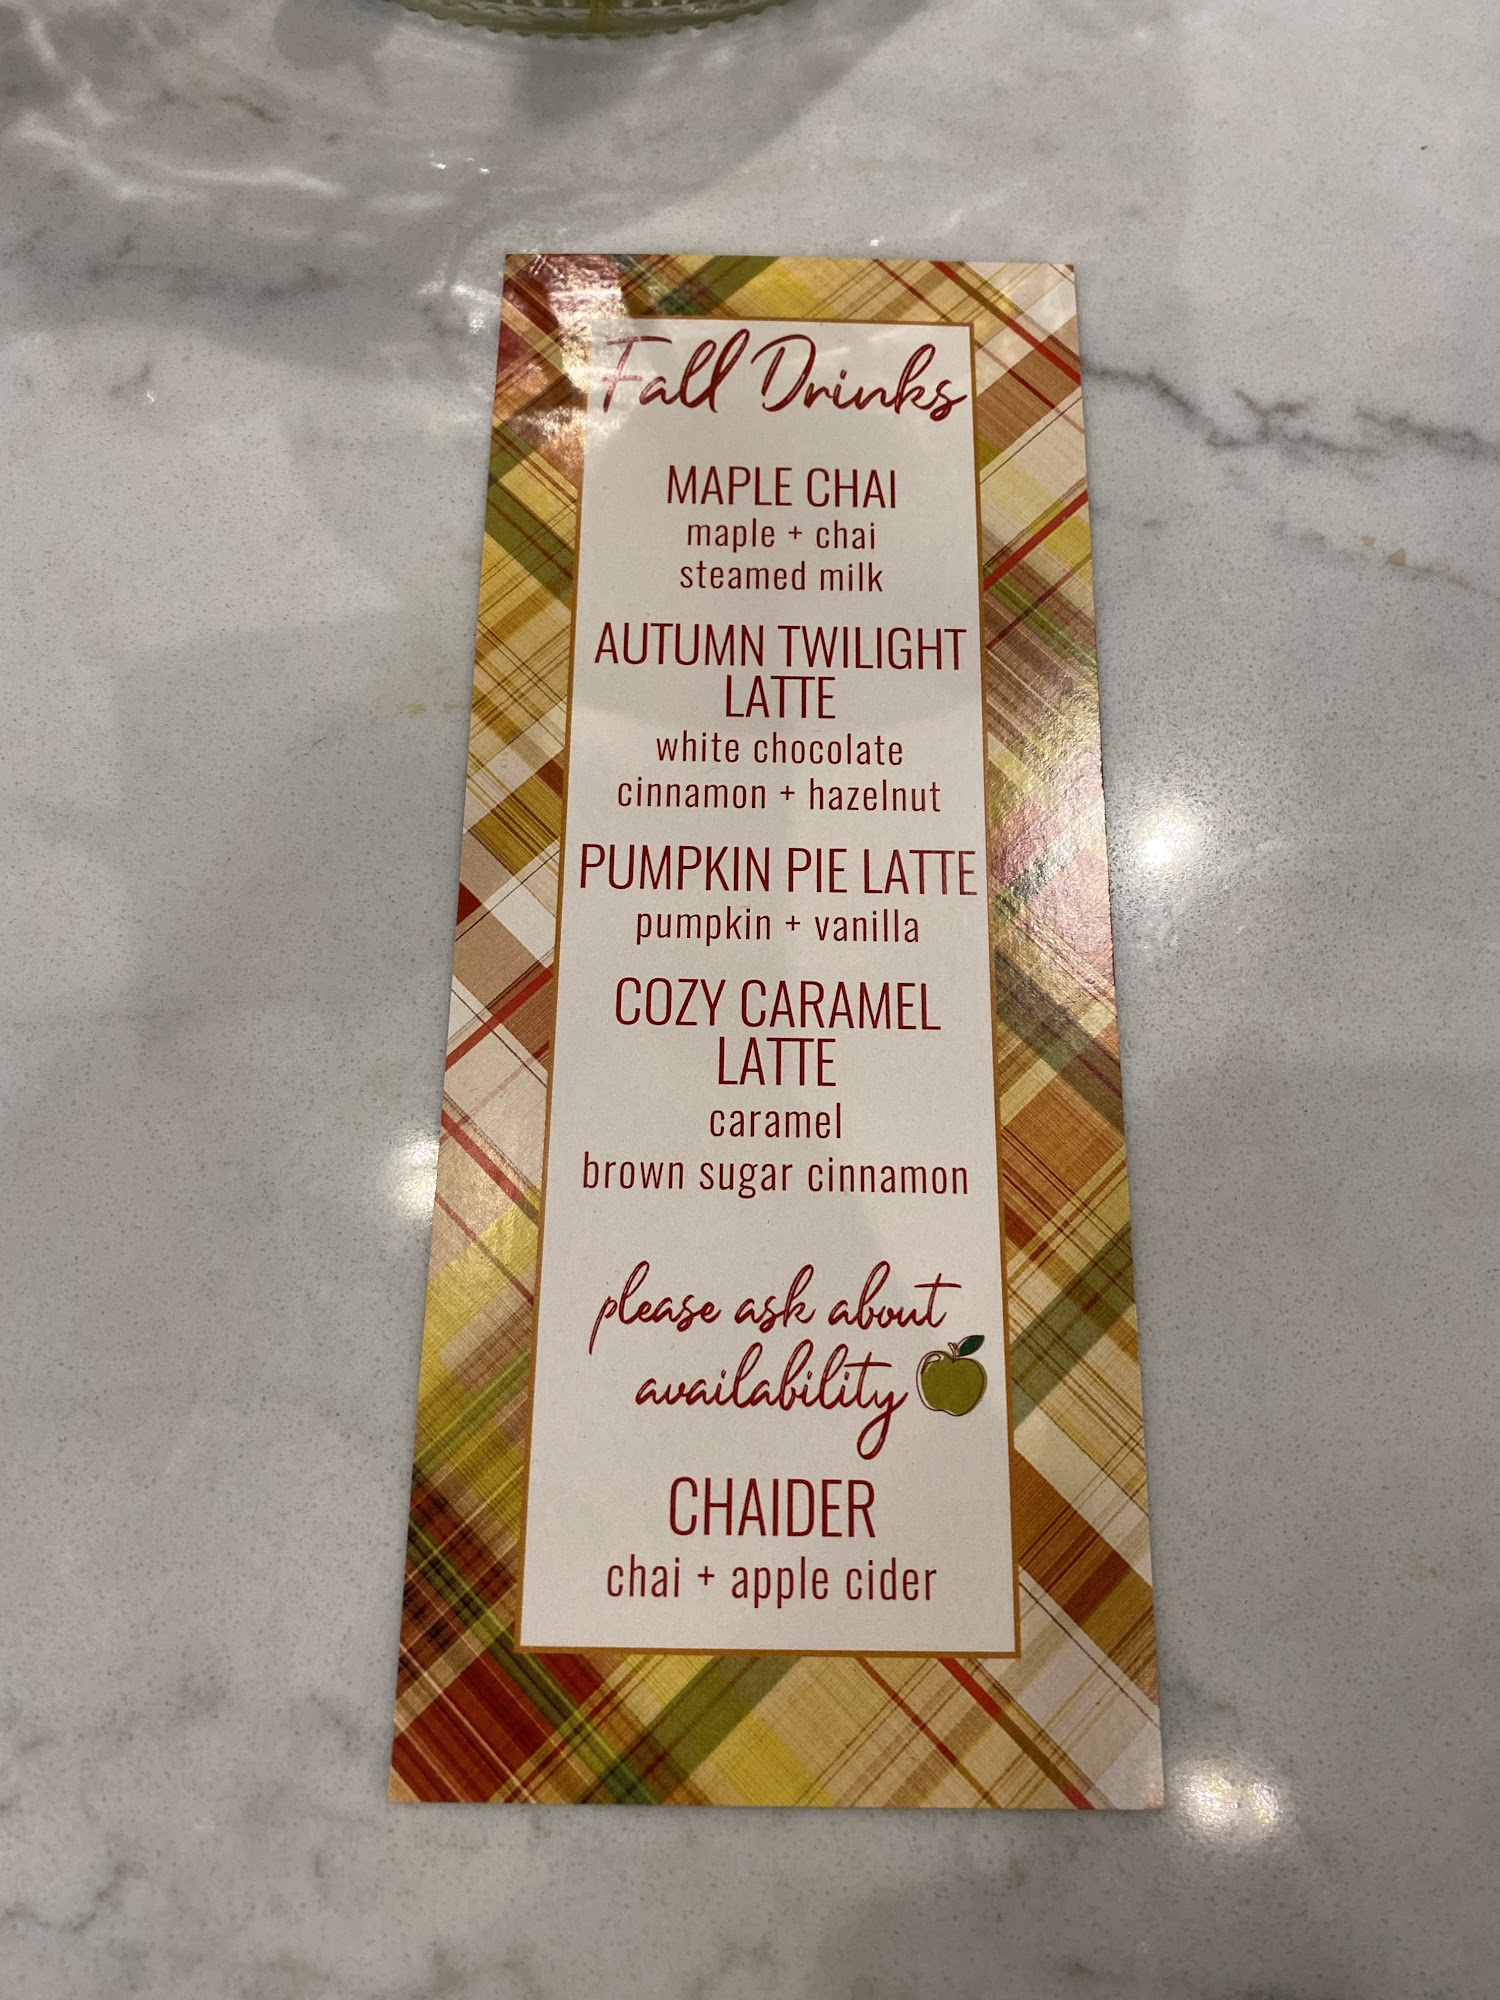 Fall Drinks
MAPLE CHAI
maple + chai
steamed milk
AUTUMN TWILIGHT
LATTE
white chocolate
cinnamon + hazelnut
PUMPKIN PIE LATTE
pumpkin + vanilla
COZY CARAMEL
LATTE
caramel
brown sugar cinnamon
please ask about
availability
CHAIDER
chai + apple cider